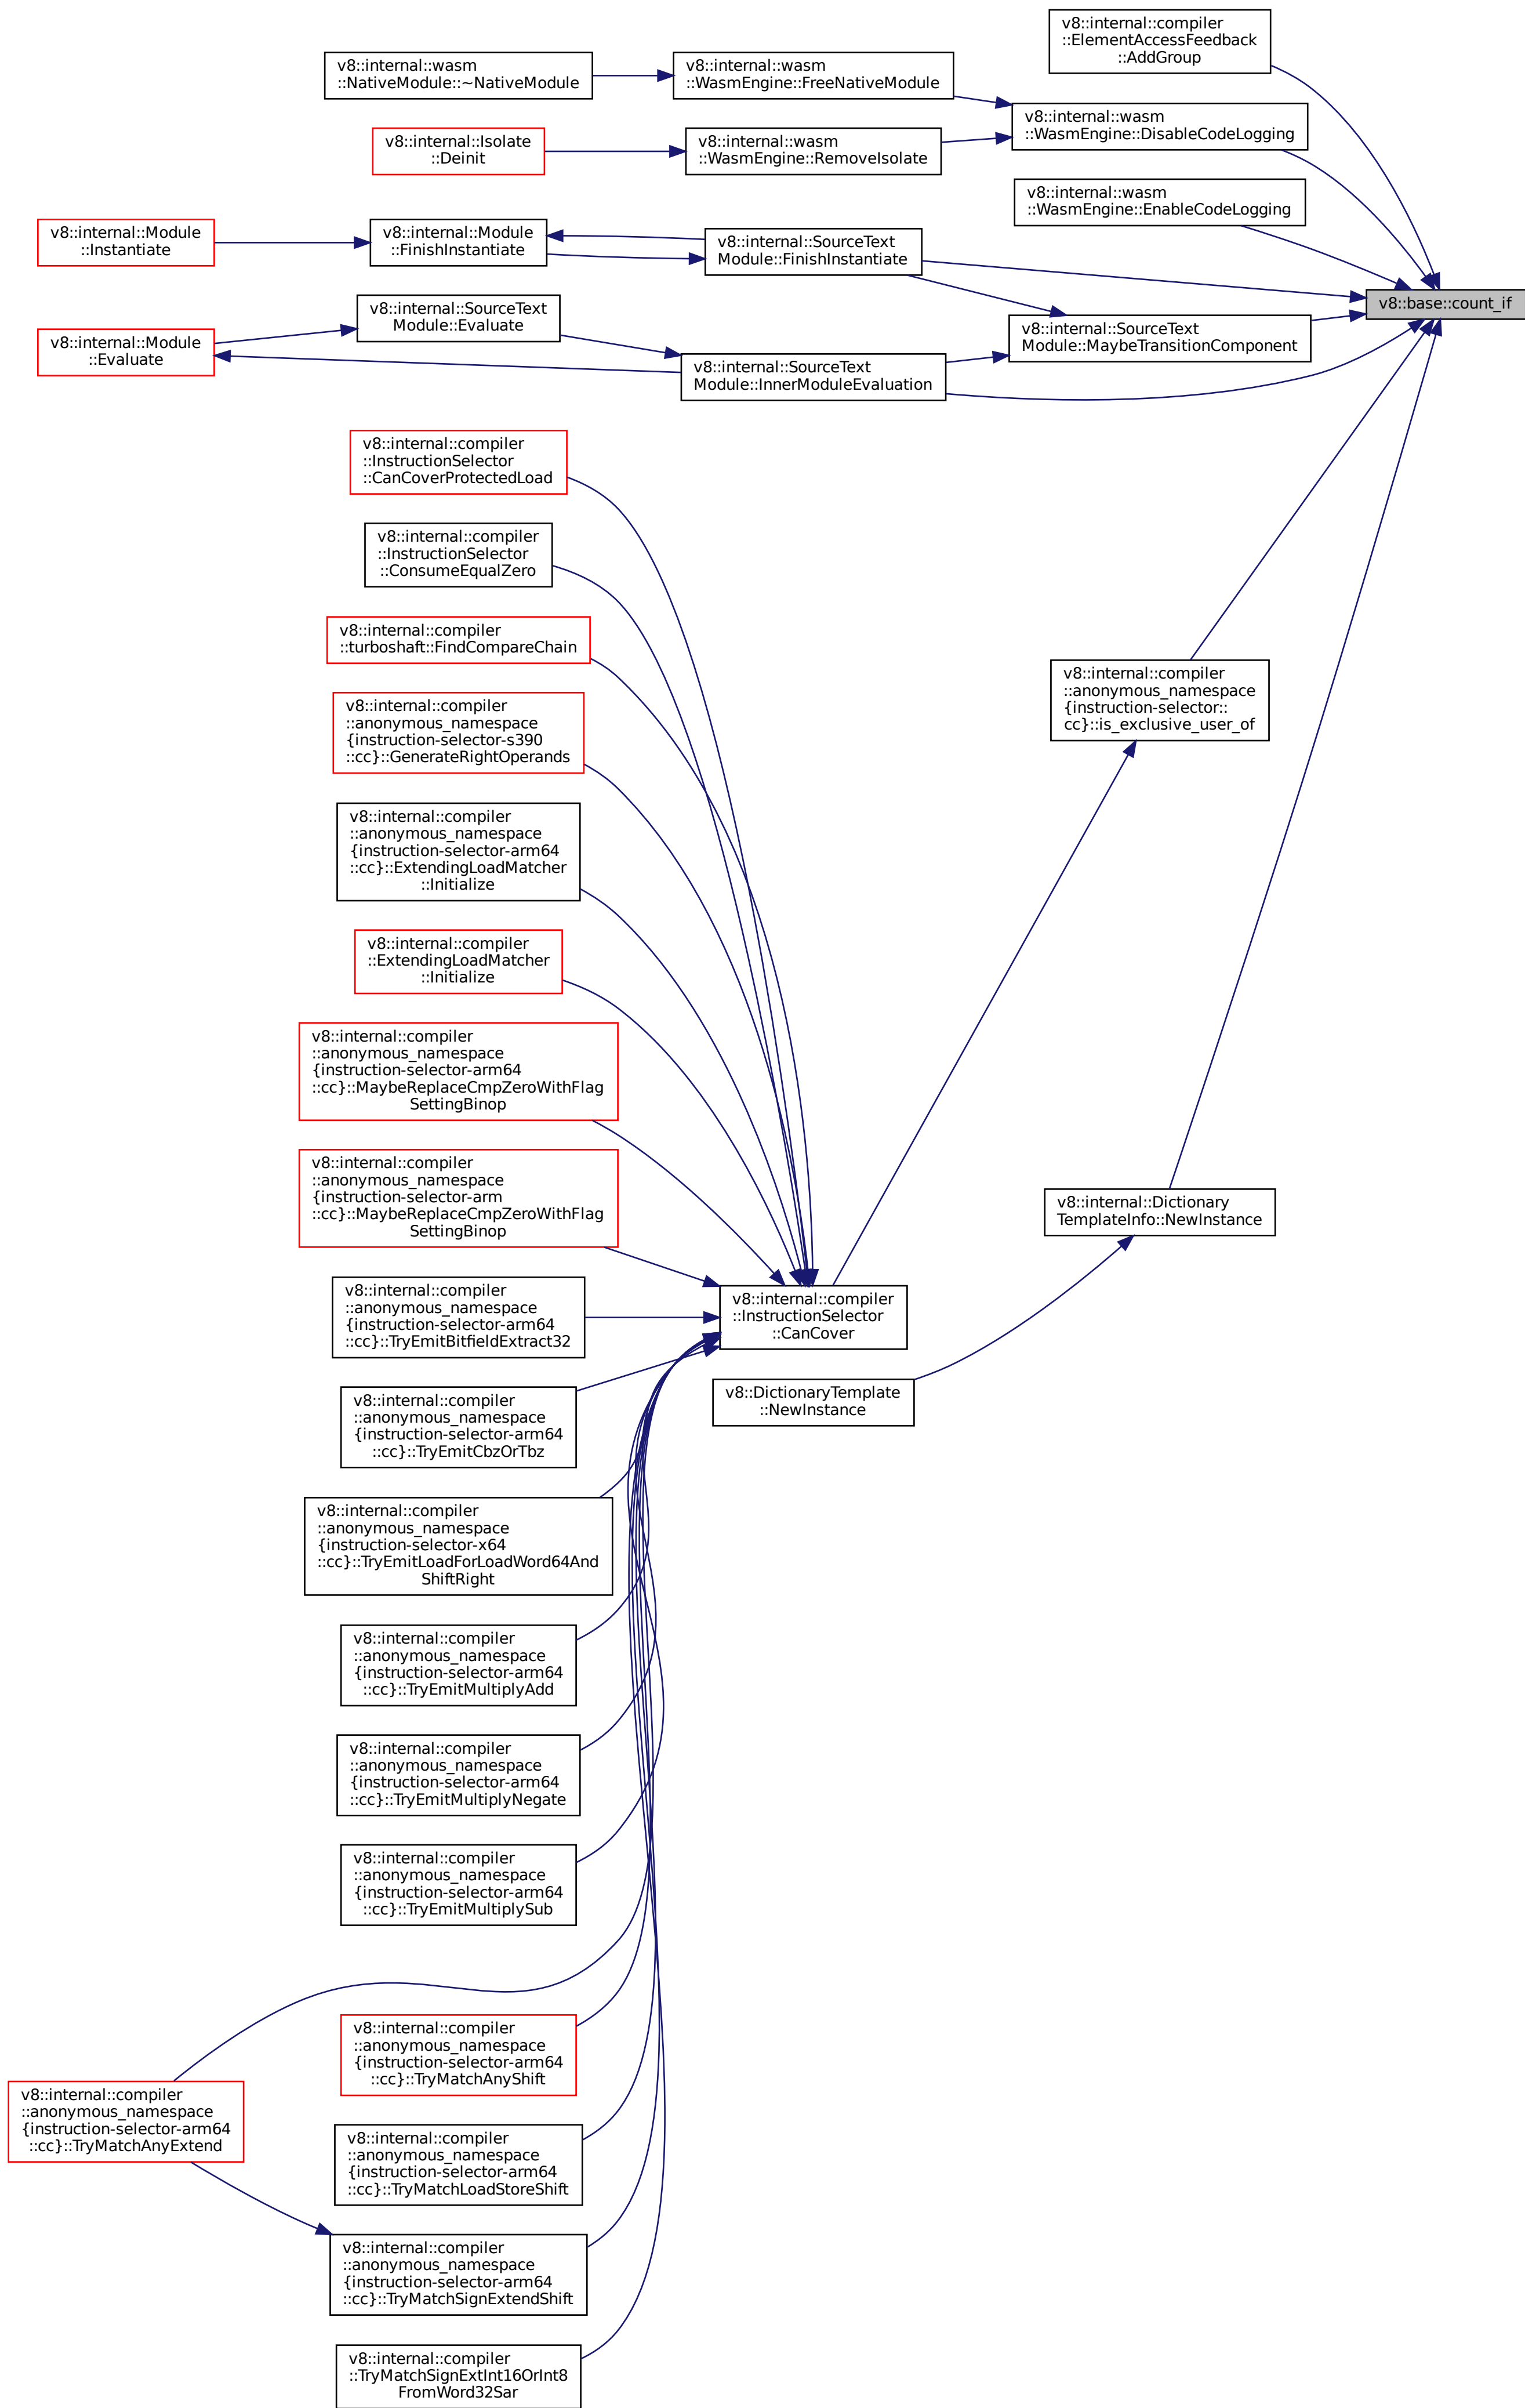 v8::internal::compiler
::ElementAccessFeedback
::AddGroup
v8::internal::wasm
::NativeModule::~NativeModule
v8::internal::wasm
::WasmEngine::FreeNativeModule
v8::internal::wasm
::WasmEngine::DisableCodeLogging
v8::internal::Isolate
::Deinit
v8::internal::wasm
::WasmEngine::RemoveIsolate
v8::internal::wasm
::WasmEngine::EnableCodeLogging
v8::internal::Module
::Instantiate
v8::internal::Module
::FinishInstantiate
v8::internal::SourceText
Module::FinishInstantiate
v8::base::count_if
v8::internal::SourceText
Module::Evaluate
v8::internal::SourceText
Module::MaybeTransitionComponent
v8::internal::Module
::Evaluate
v8::internal::SourceText
Module::InnerModuleEvaluation
v8::internal::compiler
::InstructionSelector
::CanCoverProtectedLoad
v8::internal::compiler
::InstructionSelector
::ConsumeEqualZero
v8::internal::compiler
::turboshaft::FindCompareChain
v8::internal::compiler
::anonymous_namespace
{instruction-selector::
cc}::is_exclusive_user_of
v8::internal::compiler
::anonymous_namespace
{instruction-selector-s390
::cc}::GenerateRightOperands
v8::internal::compiler
::anonymous_namespace
{instruction-selector-arm64
::cc}::ExtendingLoadMatcher
::Initialize
v8::internal::compiler
::ExtendingLoadMatcher
::Initialize
v8::internal::compiler
::anonymous_namespace
{instruction-selector-arm64
::cc}::MaybeReplaceCmpZeroWithFlag
SettingBinop
v8::internal::compiler
::anonymous_namespace
{instruction-selector-arm
::cc}::MaybeReplaceCmpZeroWithFlag
SettingBinop
v8::internal::Dictionary
TemplateInfo::NewInstance
v8::internal::compiler
::anonymous_namespace
{instruction-selector-arm64
::cc}::TryEmitBitfieldExtract32
v8::internal::compiler
::InstructionSelector
::CanCover
v8::DictionaryTemplate
::NewInstance
v8::internal::compiler
::anonymous_namespace
{instruction-selector-arm64
::cc}::TryEmitCbzOrTbz
v8::internal::compiler
::anonymous_namespace
{instruction-selector-x64
::cc}::TryEmitLoadForLoadWord64And
ShiftRight
v8::internal::compiler
::anonymous_namespace
{instruction-selector-arm64
::cc}::TryEmitMultiplyAdd
v8::internal::compiler
::anonymous_namespace
{instruction-selector-arm64
::cc}::TryEmitMultiplyNegate
v8::internal::compiler
::anonymous_namespace
{instruction-selector-arm64
::cc}::TryEmitMultiplySub
v8::internal::compiler
::anonymous_namespace
{instruction-selector-arm64
::cc}::TryMatchAnyShift
v8::internal::compiler
::anonymous_namespace
{instruction-selector-arm64
::cc}::TryMatchAnyExtend
v8::internal::compiler
::anonymous_namespace
{instruction-selector-arm64
::cc}::TryMatchLoadStoreShift
v8::internal::compiler
::anonymous_namespace
{instruction-selector-arm64
::cc}::TryMatchSignExtendShift
v8::internal::compiler
::TryMatchSignExtInt16OrInt8
FromWord32Sar